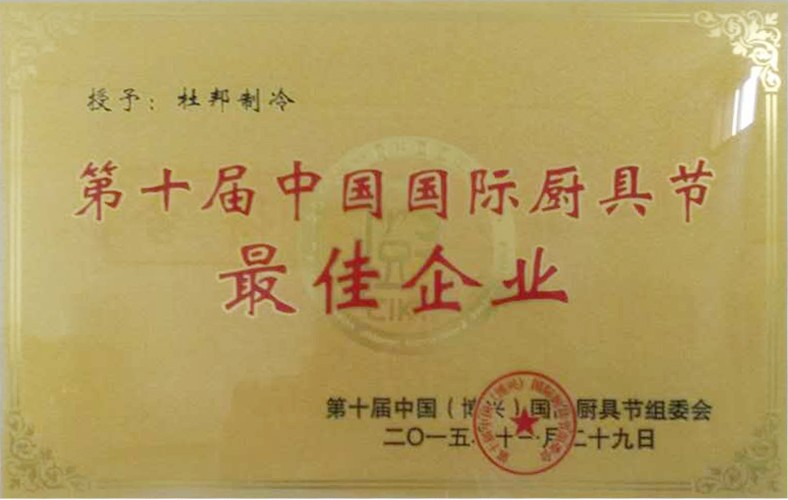 授予：杜邦制冷
第十届中国国际厨具节
最佳企业
CIK
第十届中国（博兴）国际厨具节组委会
二〇一五年十一月二十九日